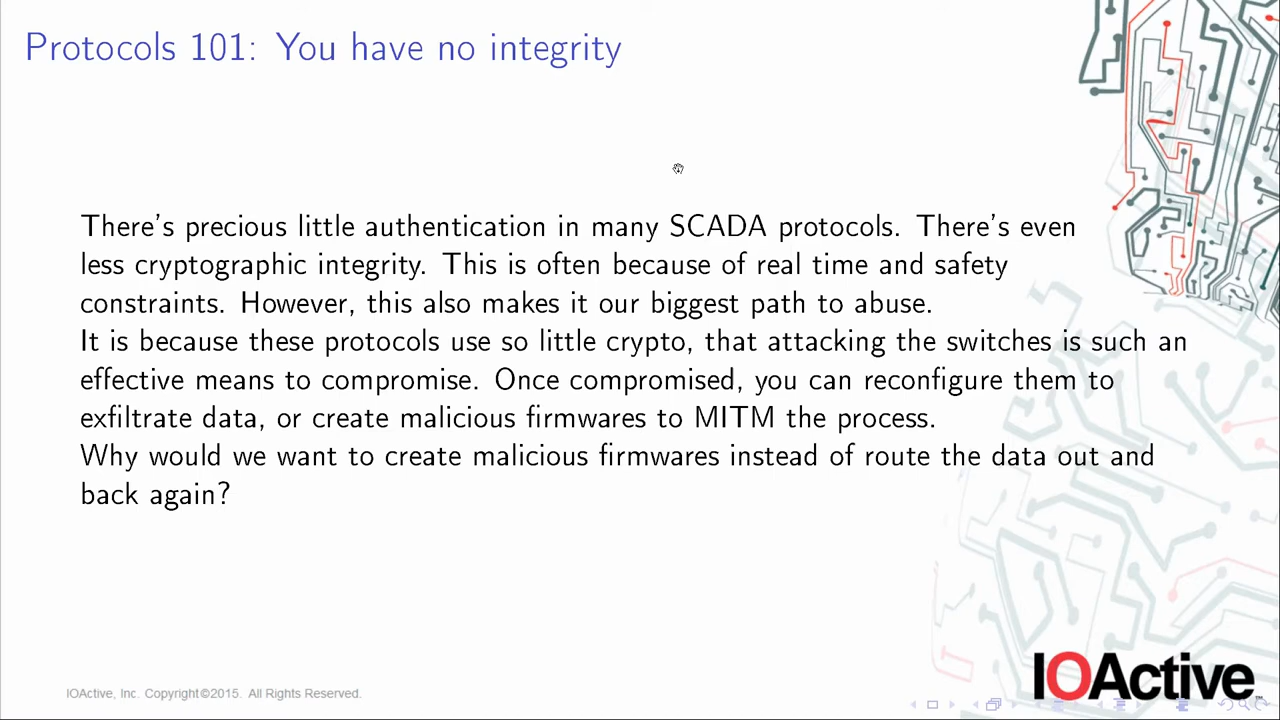 Protocols 101: You have no integrity
There's precious little authentication in many SCADA protocols. There's even
less cryptographic integrity. This is often because of real time and safety
constraints. However, this also makes it our biggest path to abuse.
It is because these protocols use so little crypto, that attacking the switches is such an
effective means to compromise. Once compromised, you can reconfigure them to
exfiltrate data, or create malicious firmwares to MITM the process.
Why would we want to create malicious firmwares instead of route the data out and
back again?
IOActive, Inc. Copyright©2015. All Rights Reserved.
IOActive™